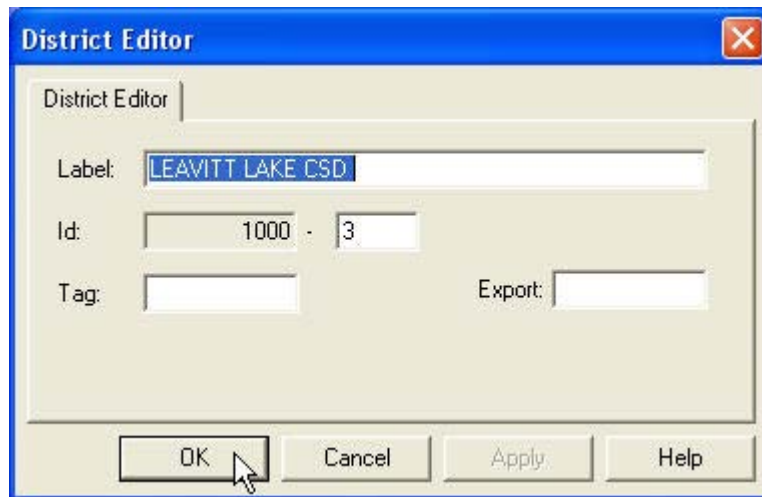 District Editor
District Editor
Label: LEAVITT LAKE CSD
Id: 1000 - 3
Tag: Export:
OK Cancel Apply Help